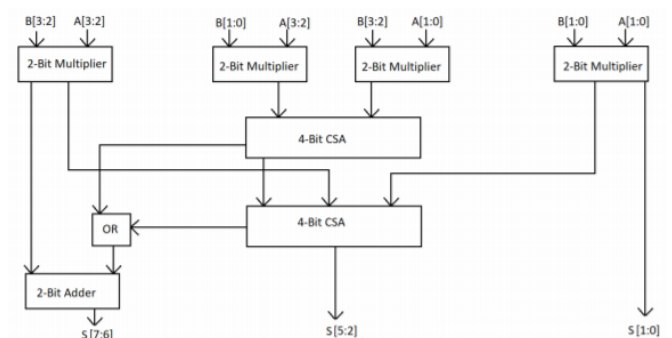 B[3:2] A[3:2] B[1:0] A[3:2] B[3:2] A[1:0] B[1:0] A[1:0]
2-Bit Multiplier 2-Bit Multiplier 2-Bit Multiplier 2-Bit Multiplier
4-Bit CSA
4-Bit CSA
OR
2-Bit Adder
S[7:6] S[5:2] S[1:0]